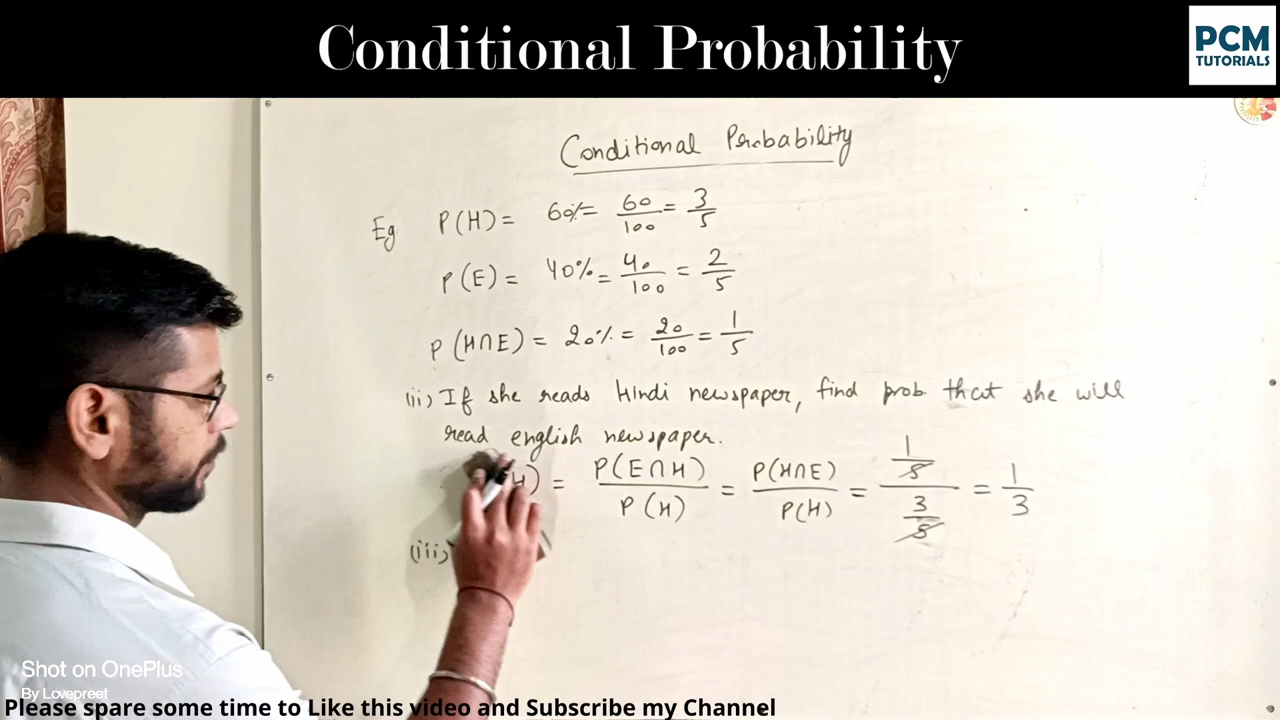 Conditional Probability
PCM
TUTORIALS
Conditional Probability
Eg P(H) = 60% = 60/100 = 3/5
P(E) = 40% = 40/100 = 2/5
P(H∩E) = 20% = 20/100 = 1/5
(ii) If she reads Hindi newspaper, find prob that she will
read english newspaper.
H) = P(E∩H)/P(H) = P(H∩E)/P(H) = (1/5)/(3/5) = 1/3
(iii)
Shot on OnePlus
By Lovepreet
Please spare some time to Like this video and Subscribe my Channel